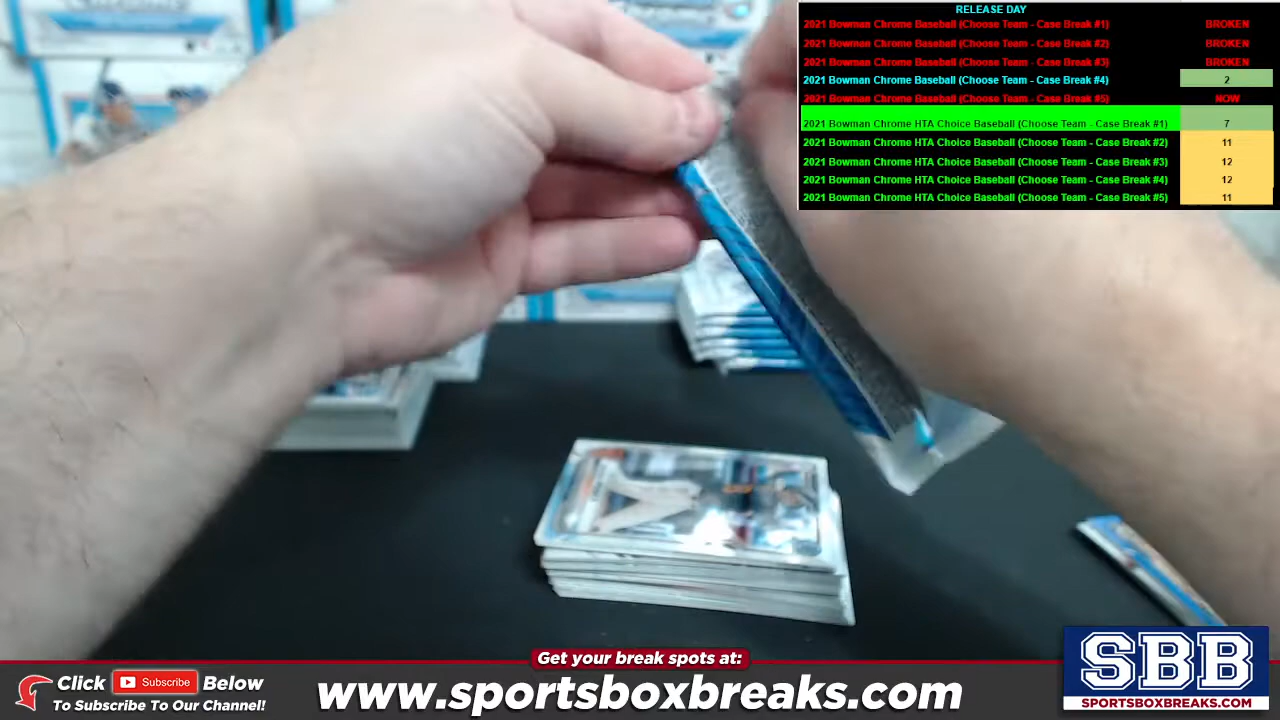 RELEASE DAY
2021 Bowman Chrome Baseball (Choose Team - Case Break #1) BROKEN
2021 Bowman Chrome Baseball (Choose Team - Case Break #2) BROKEN
2021 Bowman Chrome Baseball (Choose Team - Case Break #3) BROKEN
2021 Bowman Chrome Baseball (Choose Team - Case Break #4) 2
2021 Bowman Chrome Baseball (Choose Team - Case Break #5) NOW
2021 Bowman Chrome HTA Choice Baseball (Choose Team - Case Break #1) 7
2021 Bowman Chrome HTA Choice Baseball (Choose Team - Case Break #2) 11
2021 Bowman Chrome HTA Choice Baseball (Choose Team - Case Break #3) 12
2021 Bowman Chrome HTA Choice Baseball (Choose Team - Case Break #4) 12
2021 Bowman Chrome HTA Choice Baseball (Choose Team - Case Break #5) 11
Get your break spots at:
Click Subscribe Below
To Subscribe To Our Channel!
www.sportsboxbreaks.com
SBB
SPORTSBOXBREAKS.COM